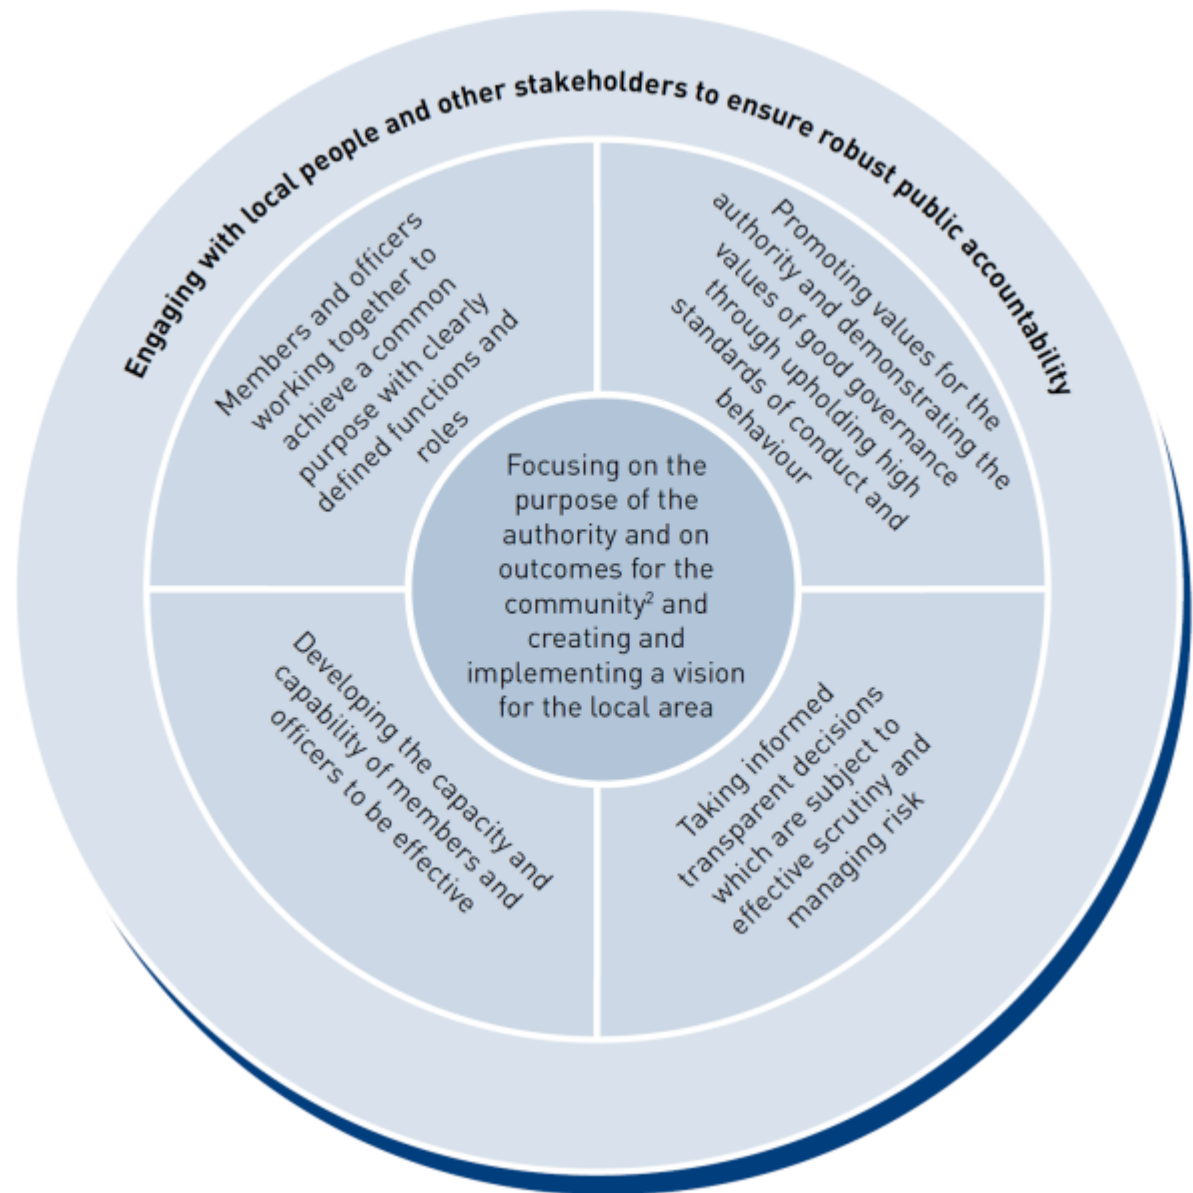 Engaging with local people and other stakeholders to ensure robust public accountability
Members and officers
working together to
achieve a common
purpose with clearly
defined functions and
roles
Promoting values for the
authority and demonstrating the
values of good governance
through upholding high
standards of conduct and
behaviour
Focusing on the
purpose of the
authority and on
outcomes for the
community² and
creating and
implementing a vision
for the local area
Developing the capacity and
capability of members and
officers to be effective
Taking informed
transparent decisions
which are subject to
effective scrutiny and
managing risk